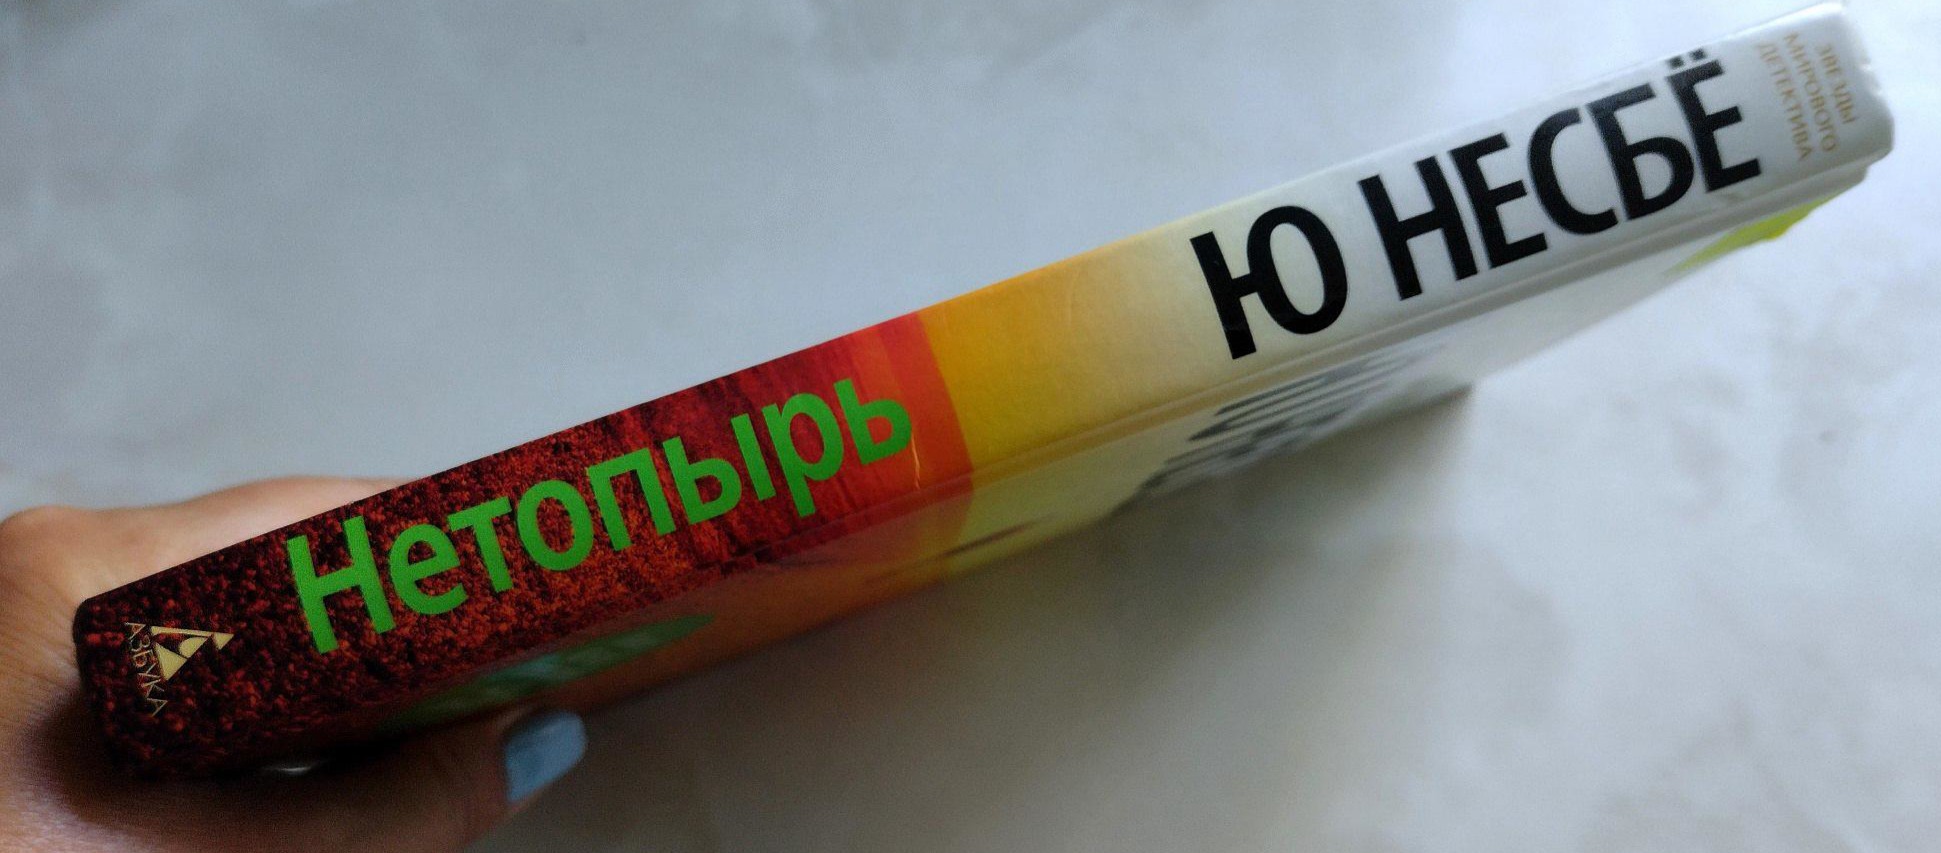 Нетопырь
Ю НЕСБЁ
ЗВЕЗДЫ
МИРОВОГО
ДЕТЕКТИВА
АЗБУКА